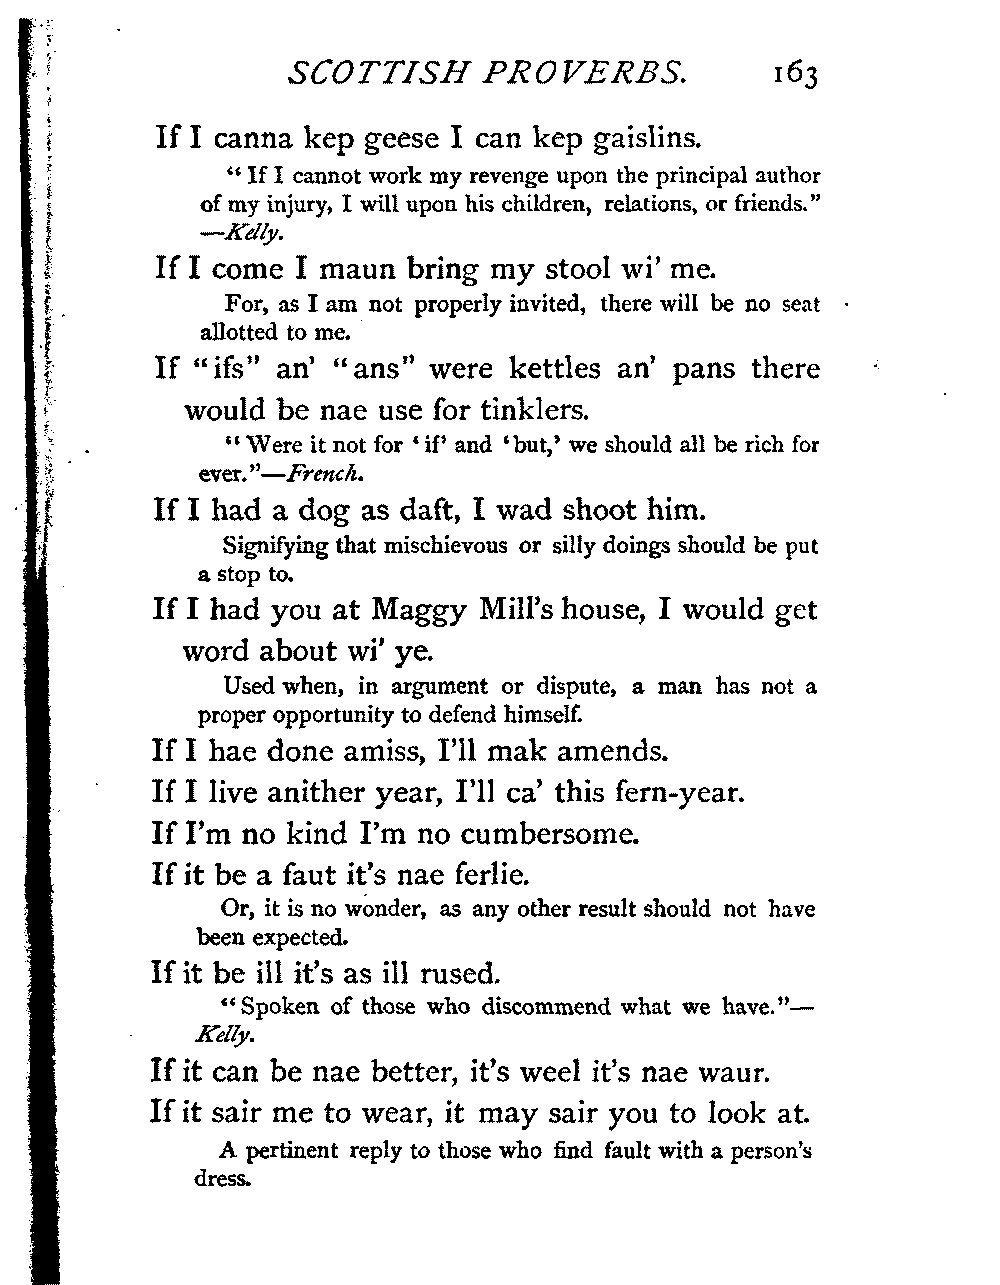 SCOTTISH PROVERBS. 163
If I canna kep geese I can kep gaislins.
“If I cannot work my revenge upon the principal author
of my injury, I will upon his children, relations, or friends.”
—Kelly.
If I come I maun bring my stool wi’ me.
For, as I am not properly invited, there will be no seat
allotted to me.
If “ifs” an’ “ans” were kettles an’ pans there
would be nae use for tinklers.
“Were it not for ‘if’ and ‘but,’ we should all be rich for
ever.”—French.
If I had a dog as daft, I wad shoot him.
Signifying that mischievous or silly doings should be put
a stop to.
If I had you at Maggy Mill’s house, I would get
word about wi’ ye.
Used when, in argument or dispute, a man has not a
proper opportunity to defend himself.
If I hae done amiss, I’ll mak amends.
If I live anither year, I’ll ca’ this fern-year.
If I’m no kind I’m no cumbersome.
If it be a faut it’s nae ferlie.
Or, it is no wonder, as any other result should not have
been expected.
If it be ill it’s as ill rused.
“Spoken of those who discommend what we have.”—
Kelly.
If it can be nae better, it’s weel it’s nae waur.
If it sair me to wear, it may sair you to look at.
A pertinent reply to those who find fault with a person’s
dress.